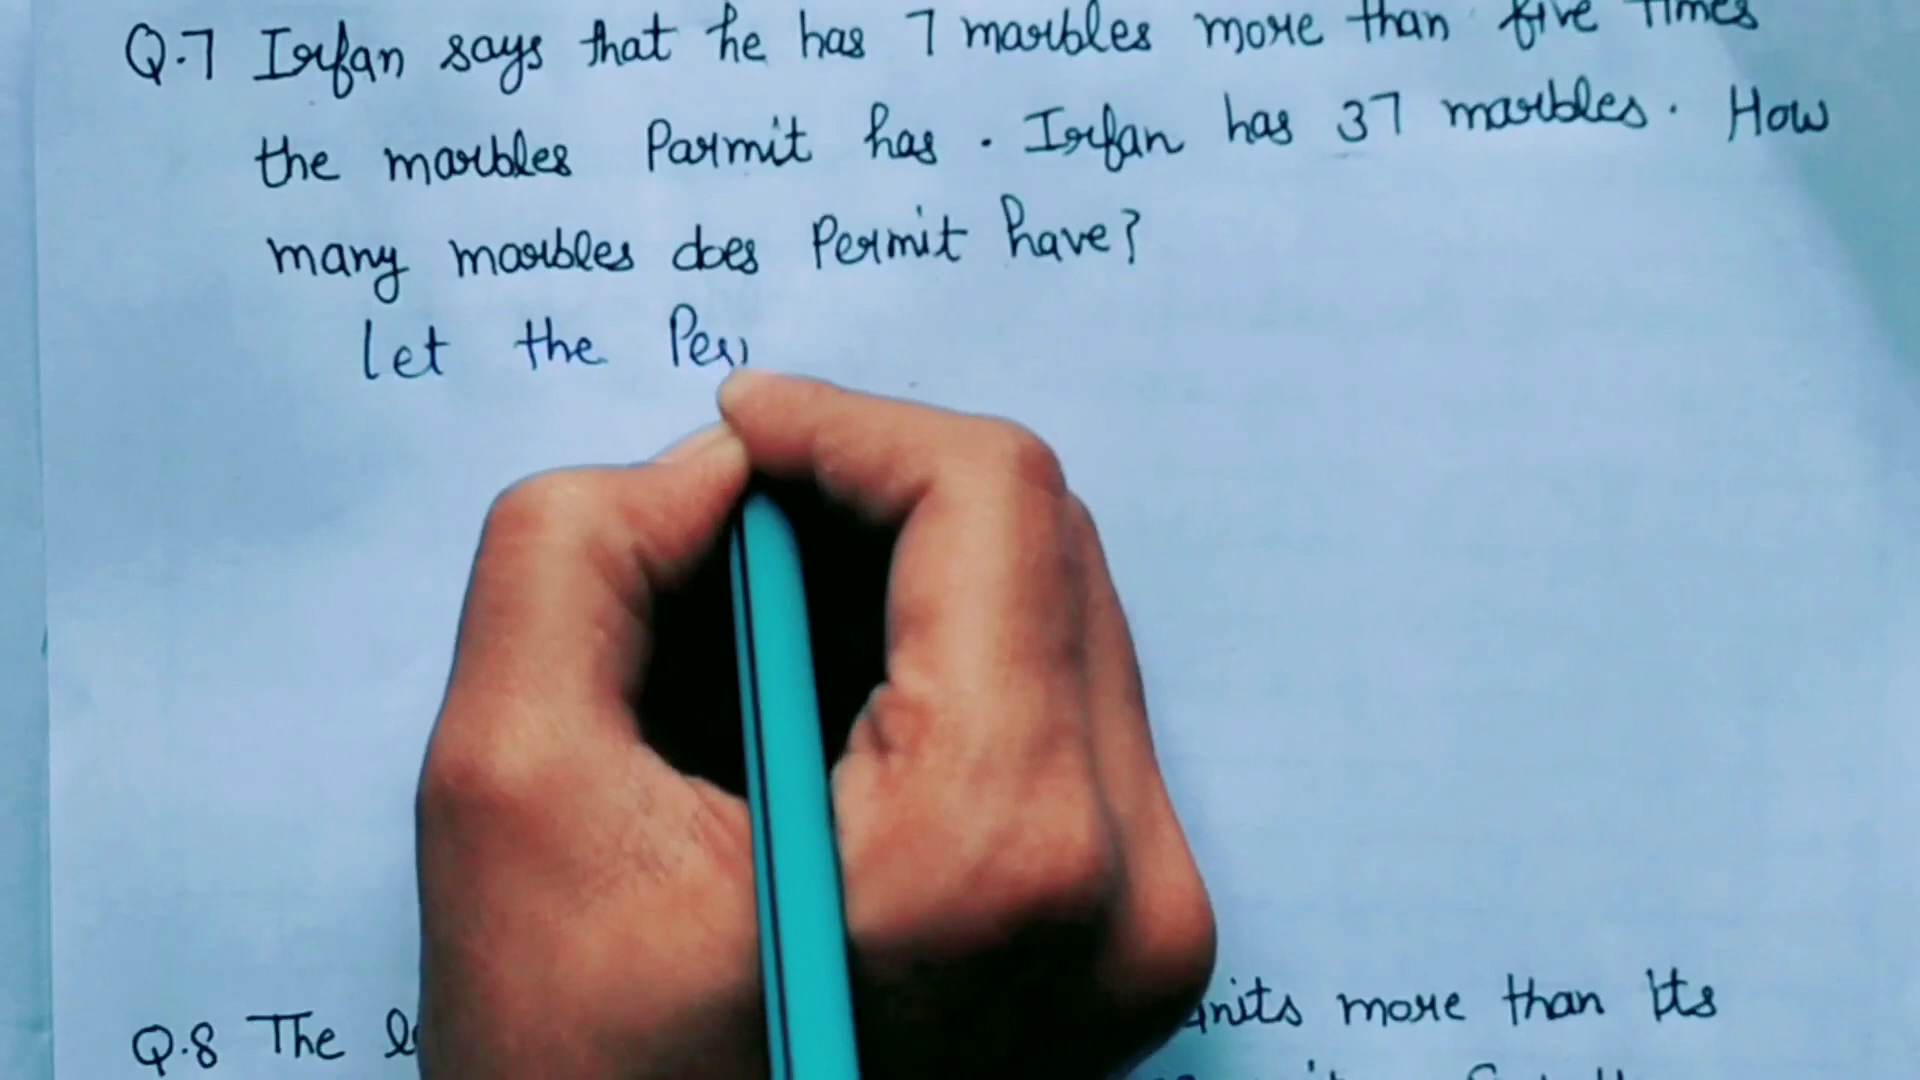 Q.7 Irfan says that he has 7 marbles more than five times
the marbles Parmit has. Irfan has 37 marbles. How
many marbles does Permit have?
let the Per
Q.8 The more than its